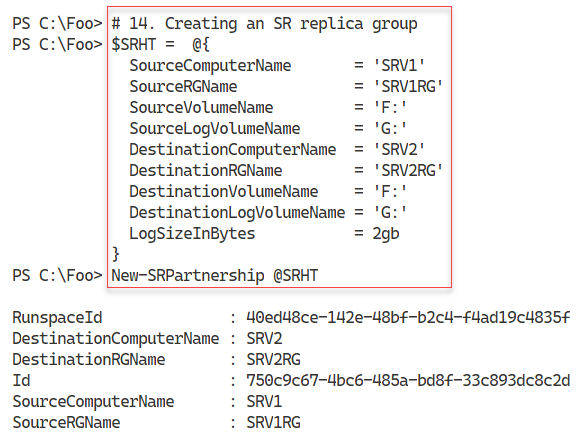 PS C:\Foo> # 14. Creating an SR replica group
PS C:\Foo> $SRHT =  @{
  SourceComputerName       = 'SRV1'
  SourceRGName             = 'SRV1RG'
  SourceVolumeName         = 'F:'
  SourceLogVolumeName      = 'G:'
  DestinationComputerName  = 'SRV2'
  DestinationRGName        = 'SRV2RG'
  DestinationVolumeName    = 'F:'
  DestinationLogVolumeName = 'G:'
  LogSizeInBytes           = 2gb
}
PS C:\Foo> New-SRPartnership @SRHT
RunspaceId              : 40ed48ce-142e-48bf-b2c4-f4ad19c4835f
DestinationComputerName : SRV2
DestinationRGName       : SRV2RG
Id                      : 750c9c67-4bc6-485a-bd8f-33c893dc8c2d
SourceComputerName      : SRV1
SourceRGName            : SRV1RG